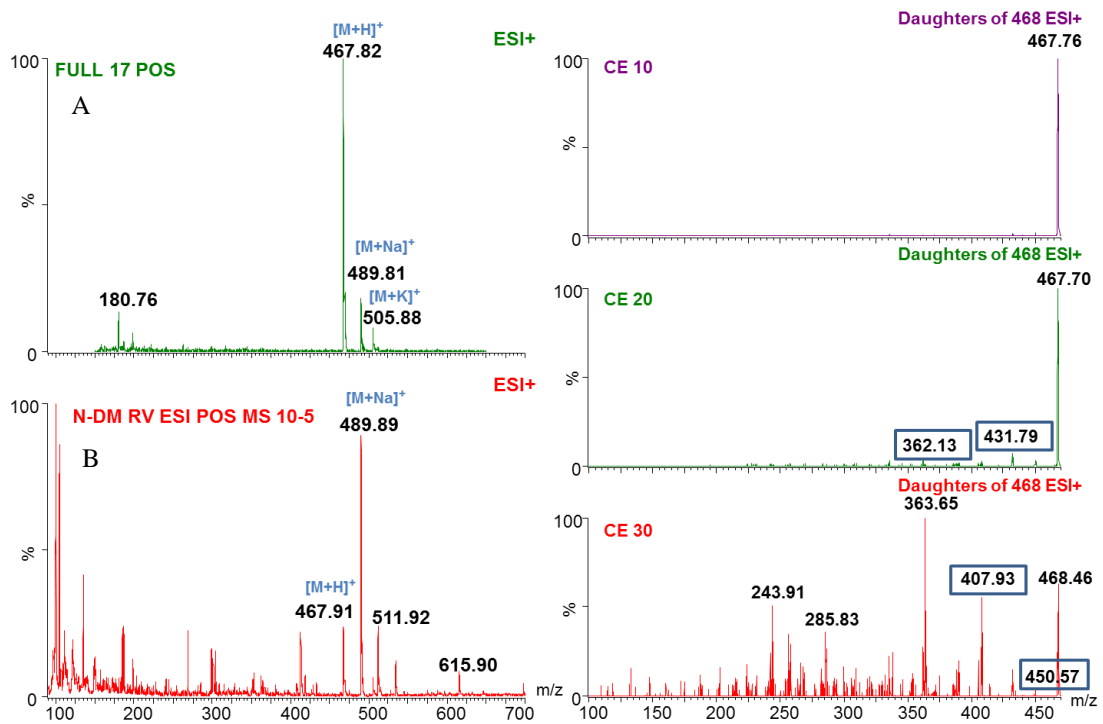 [M+H]+
467.82
ESI+
100
FULL 17 POS
A
%
[M+Na]+
489.81
[M+K]+
505.88
180.76
0
[M+Na]+
ESI+
100
489.89
N-DM RV ESI POS MS 10-5
B
%
[M+H]+
467.91
511.92
615.90
0
m/z
100 200 300 400 500 600 700
Daughters of 468 ESI+
467.76
100
CE 10
%
0
Daughters of 468 ESI+
467.70
100
CE 20
%
362.13
431.79
0
Daughters of 468 ESI+
363.65
100
CE 30
407.93
468.46
243.91
285.83
%
450.57
0
m/z
100 150 200 250 300 350 400 450